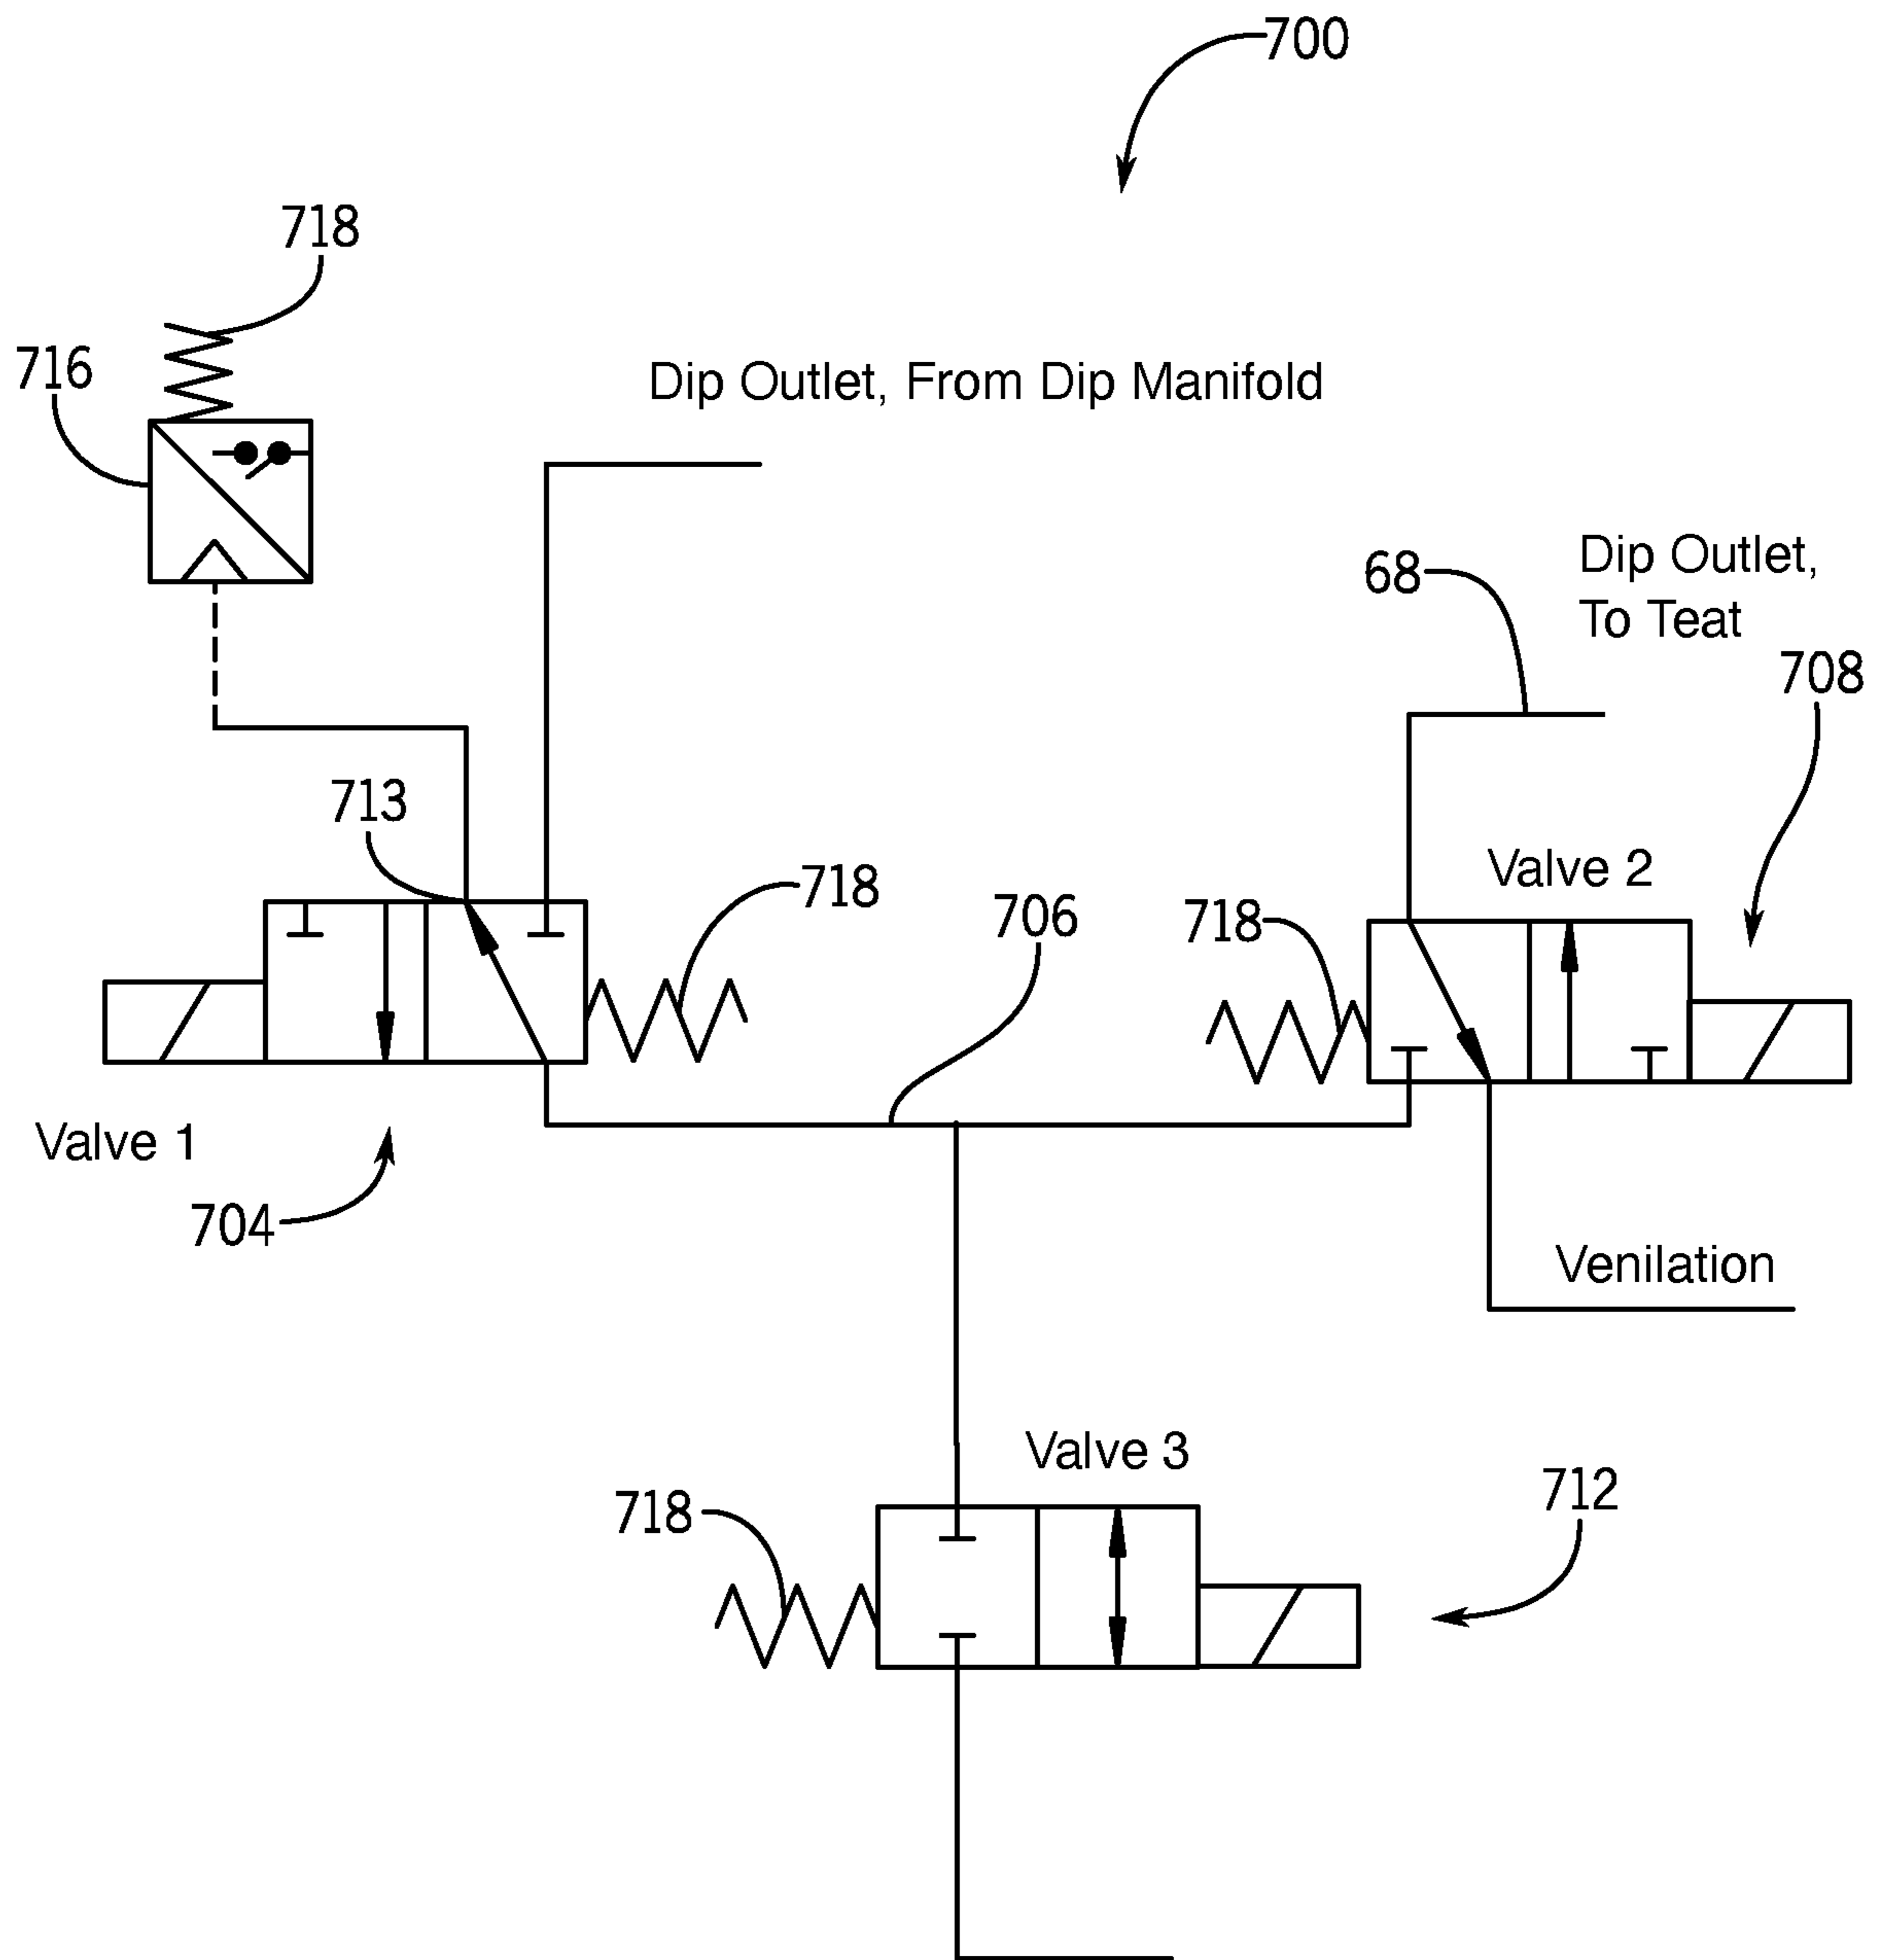 700
718
716
Dip Outlet, From Dip Manifold
68
Dip Outlet,
To Teat
708
713
718
706
718
Valve 2
Valve 1
704
Venilation
Valve 3
718
712